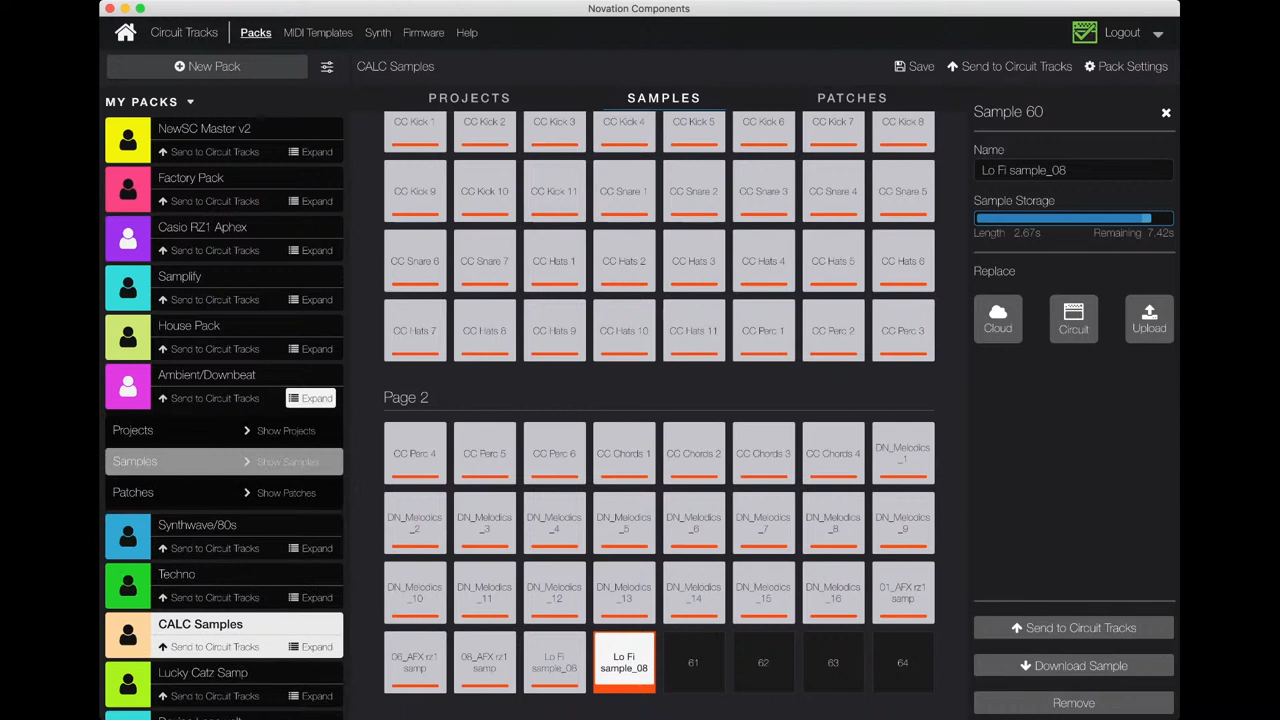 Novation Components
Circuit Tracks Packs MIDI Templates Synth Firmware Help Logout
New Pack CALC Samples Save Send to Circuit Tracks Pack Settings
MY PACKS
NewSC Master v2
Send to Circuit Tracks Expand
Factory Pack
Send to Circuit Tracks Expand
Casio RZ1 Aphex
Send to Circuit Tracks Expand
Samplify
Send to Circuit Tracks Expand
House Pack
Send to Circuit Tracks Expand
Ambient/Downbeat
Send to Circuit Tracks Expand
Projects Show Projects
Samples Show Samples
Patches Show Patches
Synthwave/80s
Send to Circuit Tracks Expand
Techno
Send to Circuit Tracks Expand
CALC Samples
Send to Circuit Tracks Expand
Lucky Catz Samp
Send to Circuit Tracks Expand
PROJECTS SAMPLES PATCHES
CC Kick 1 CC Kick 2 CC Kick 3 CC Kick 4 CC Kick 5 CC Kick 6 CC Kick 7 CC Kick 8
CC Kick 9 CC Kick 10 CC Kick 11 CC Snare 1 CC Snare 2 CC Snare 3 CC Snare 4 CC Snare 5
CC Snare 6 CC Snare 7 CC Hats 1 CC Hats 2 CC Hats 3 CC Hats 4 CC Hats 5 CC Hats 6
CC Hats 7 CC Hats 8 CC Hats 9 CC Hats 10 CC Hats 11 CC Perc 1 CC Perc 2 CC Perc 3
Page 2
CC Perc 4 CC Perc 5 CC Perc 6 CC Chords 1 CC Chords 2 CC Chords 3 CC Chords 4 DN_Melodics_1
DN_Melodics_2 DN_Melodics_3 DN_Melodics_4 DN_Melodics_5 DN_Melodics_6 DN_Melodics_7 DN_Melodics_8 DN_Melodics_9
DN_Melodics_10 DN_Melodics_11 DN_Melodics_12 DN_Melodics_13 DN_Melodics_14 DN_Melodics_15 DN_Melodics_16 01_AFX rz1 samp
06_AFX rz1 samp 08_AFX rz1 samp Lo Fi sample_08 Lo Fi sample_08 61 62 63 64
Sample 60
Name
Lo Fi sample_08
Sample Storage
Length 2.67s Remaining 7.42s
Replace
Cloud Circuit Upload
Send to Circuit Tracks
Download Sample
Remove